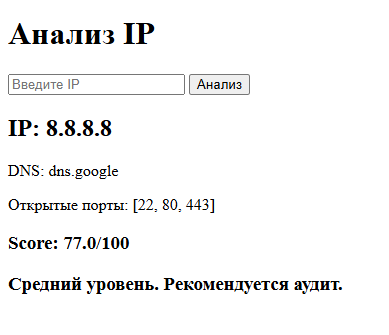 Анализ IP
Введите IP Анализ
IP: 8.8.8.8
DNS: dns.google
Открытые порты: [22, 80, 443]
Score: 77.0/100
Средний уровень. Рекомендуется аудит.